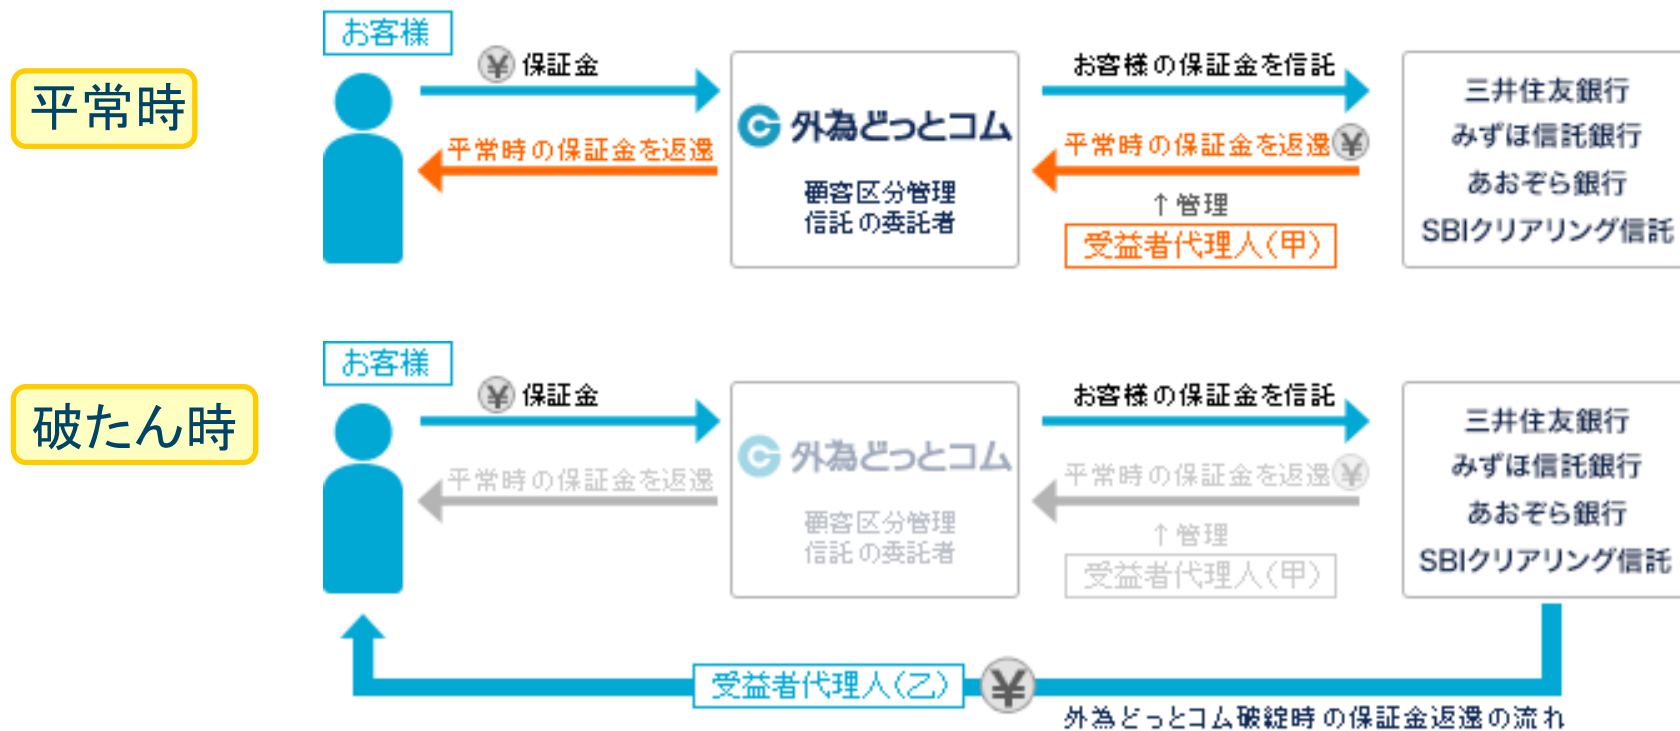 お客様
平常時
¥ 保証金
お客様の保証金を信託
外為どっとコム
平常時の保証金を返還
平常時の保証金を返還 ¥
顧客区分管理
信託の委託者
↑管理
受益者代理人(甲)
三井住友銀行
みずほ信託銀行
あおぞら銀行
SBIクリアリング信託
お客様
破たん時
¥ 保証金
お客様の保証金を信託
外為どっとコム
平常時の保証金を返還
平常時の保証金を返還 ¥
顧客区分管理
信託の委託者
↑管理
受益者代理人(甲)
三井住友銀行
みずほ信託銀行
あおぞら銀行
SBIクリアリング信託
受益者代理人(乙) ¥
外為どっとコム破綻時の保証金返還の流れ